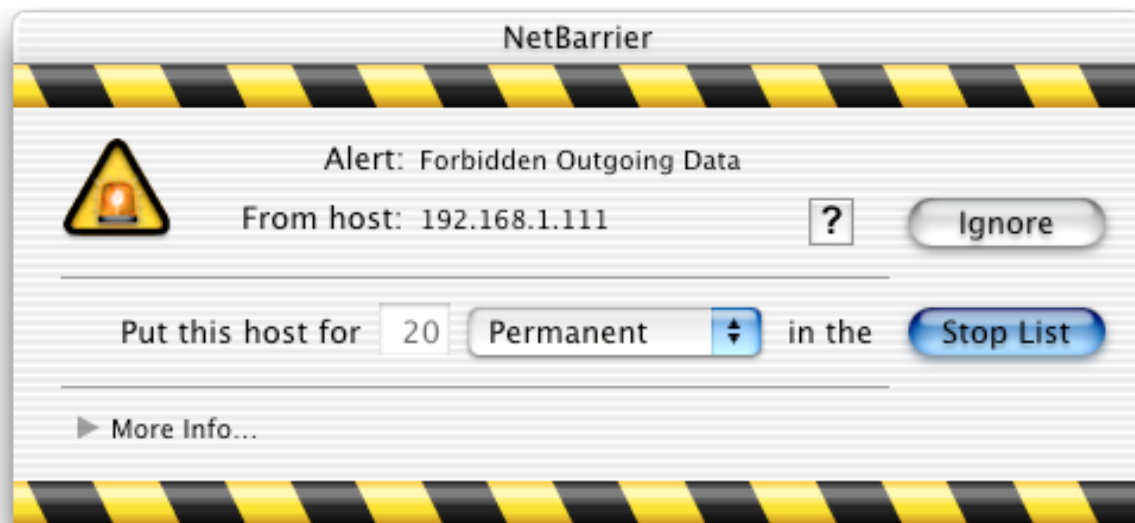 NetBarrier
Alert: Forbidden Outgoing Data
From host: 192.168.1.111 ? Ignore
Put this host for 20 Permanent in the Stop List
More Info...